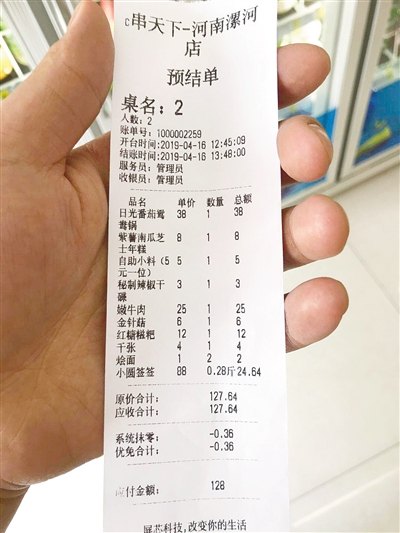 C串天下-河南漯河
店
预结单
桌名: 2
人数: 2
账单号: 1000002259
开台时间:2019-04-16 12:45:09
结账时间:2019-04-16 13:48:00
服务员: 管理员
收银员: 管理员
品名 单价 数量 总额
日光番茄鸳 38 1 38
鸯锅
紫薯南瓜芝 8 1 8
士年糕
自助小料(5 5 1 5
元一位)
秘制辣椒干 3 1 3
碟
嫩牛肉 25 1 25
金针菇 6 1 6
红糖糍粑 12 1 12
千张 4 1 4
烩面 1 2 2
小圆签签 88 0.28斤 24.64
原价合计: 127.64
应收合计: 127.64
系统抹零: -0.36
优免合计: -0.36
应付金额: 128
屏芯科技,改变你的生活